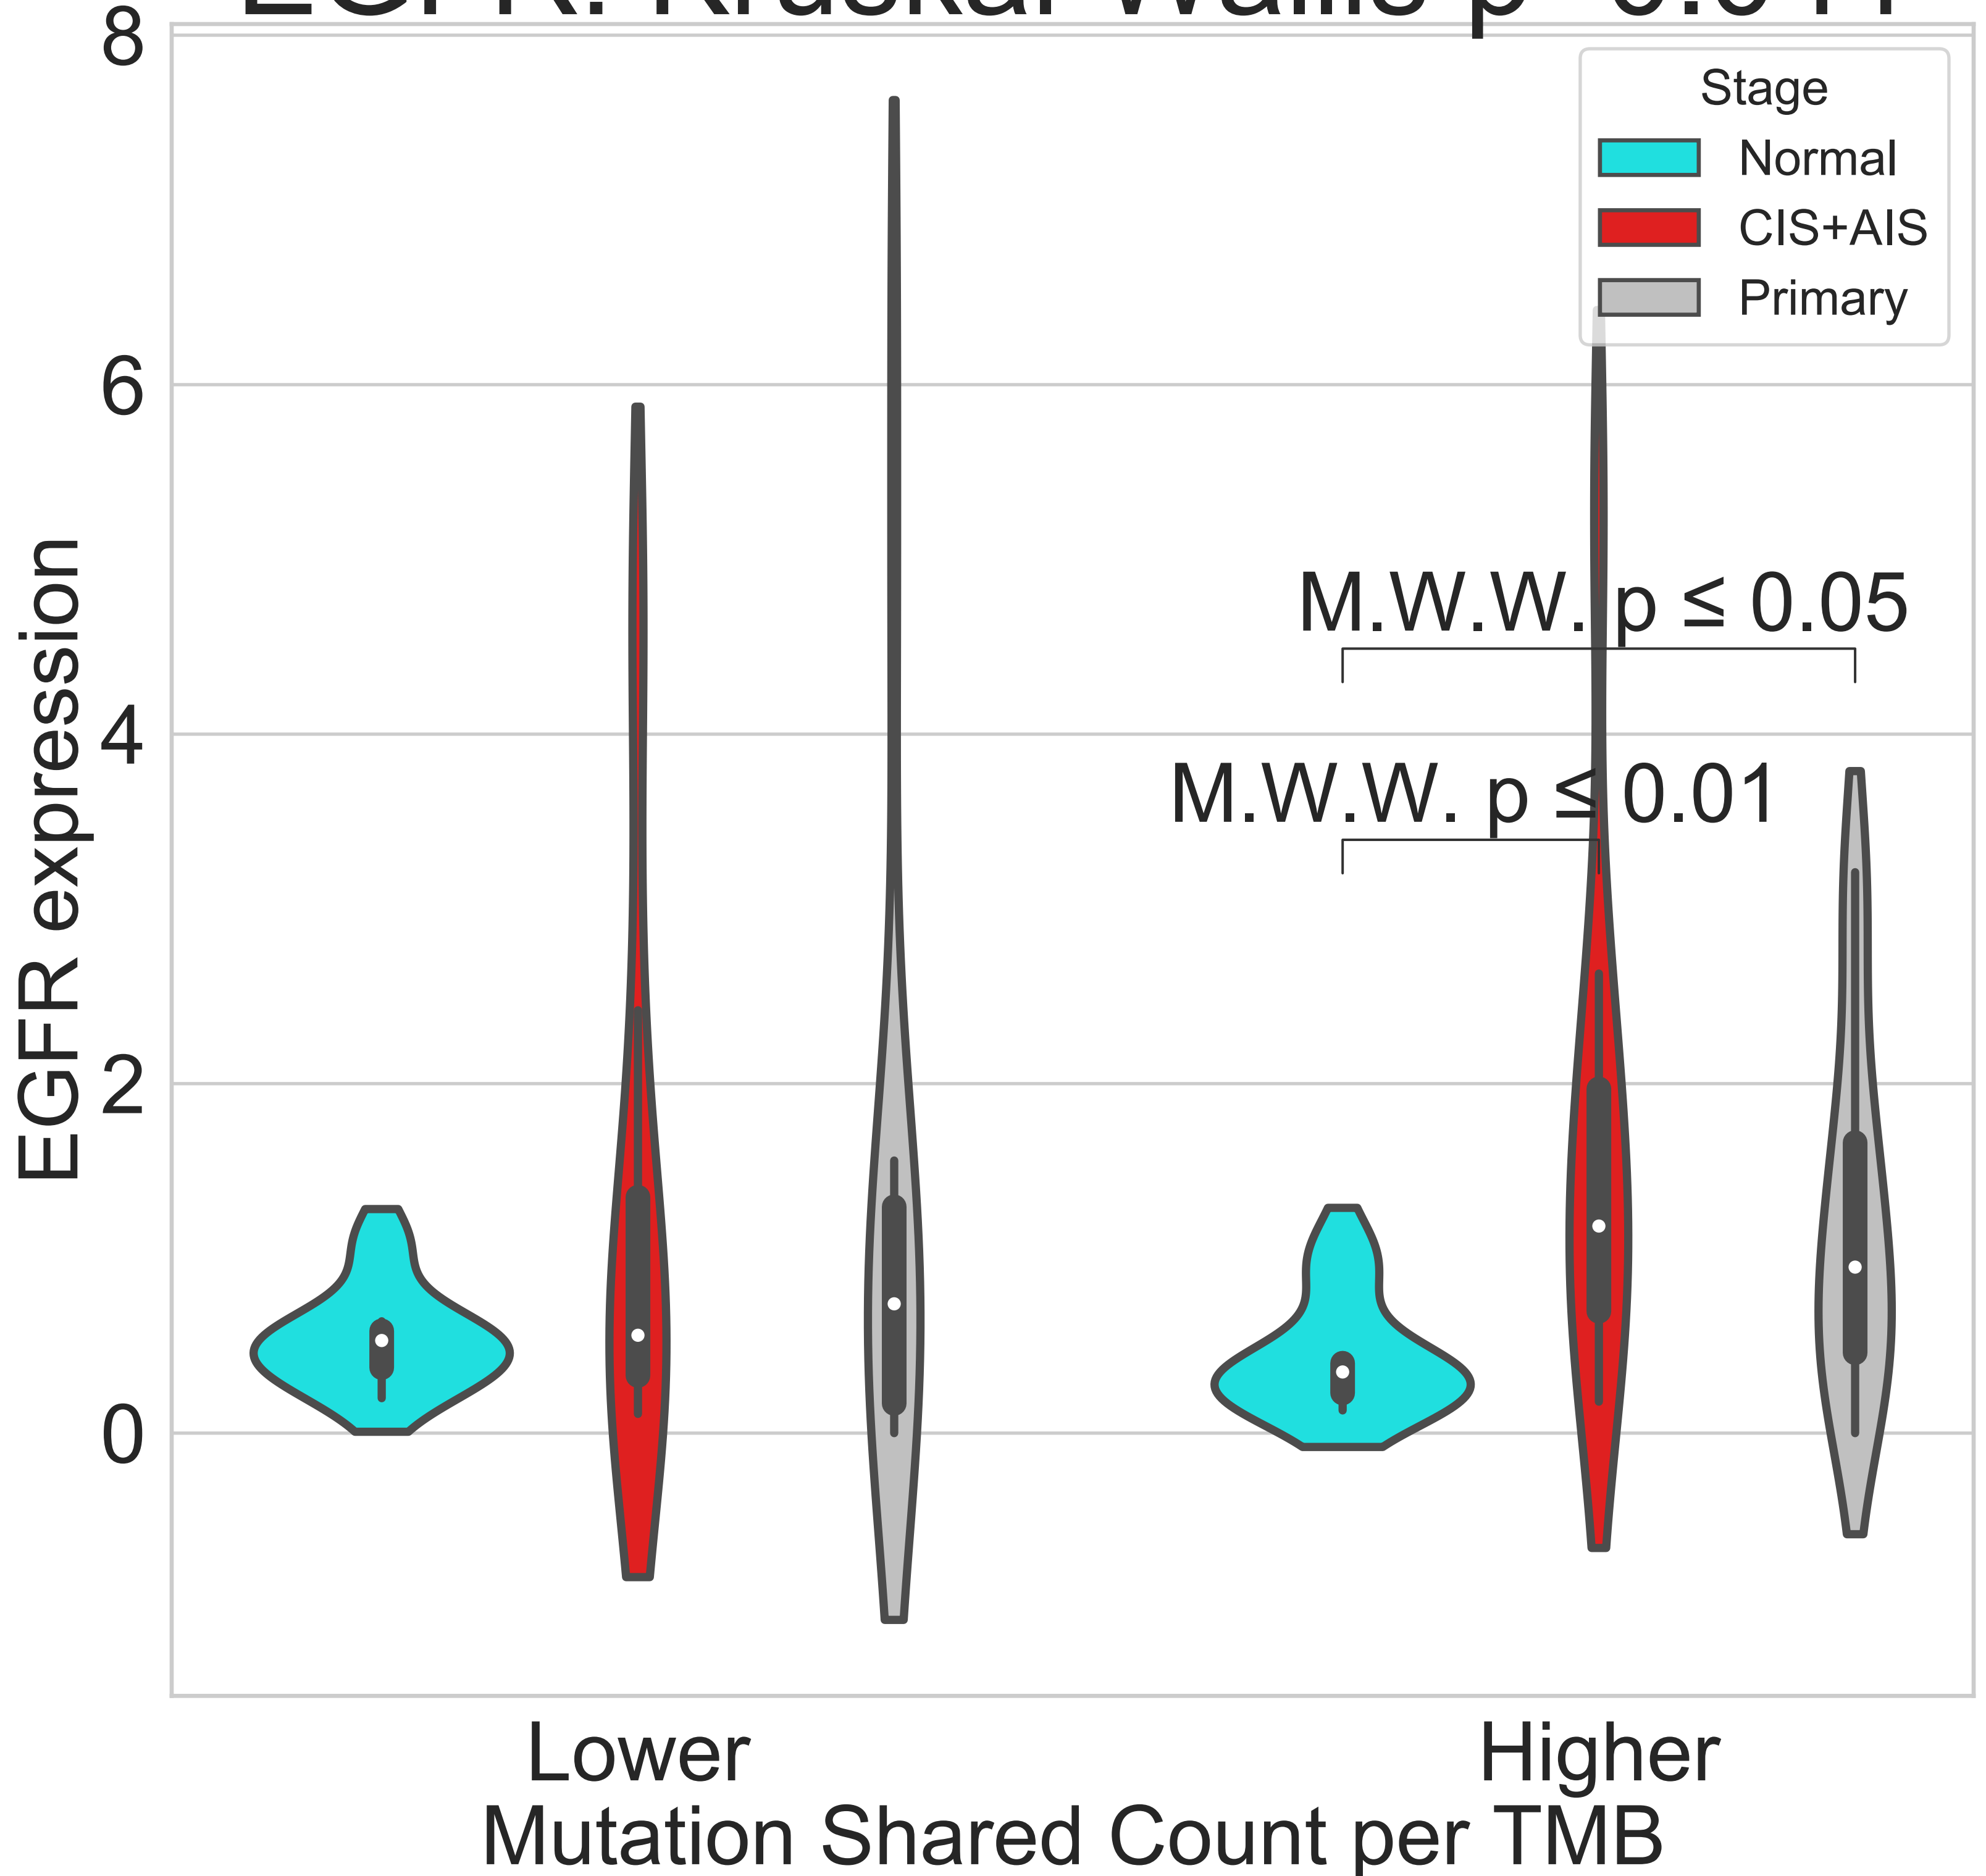 8
Stage
Normal
CIS+AIS
Primary
6
M.W.W. p ≤ 0.05
4
M.W.W. p ≤ 0.01
2
0
EGFR expression
Lower
Higher
Mutation Shared Count per TMB